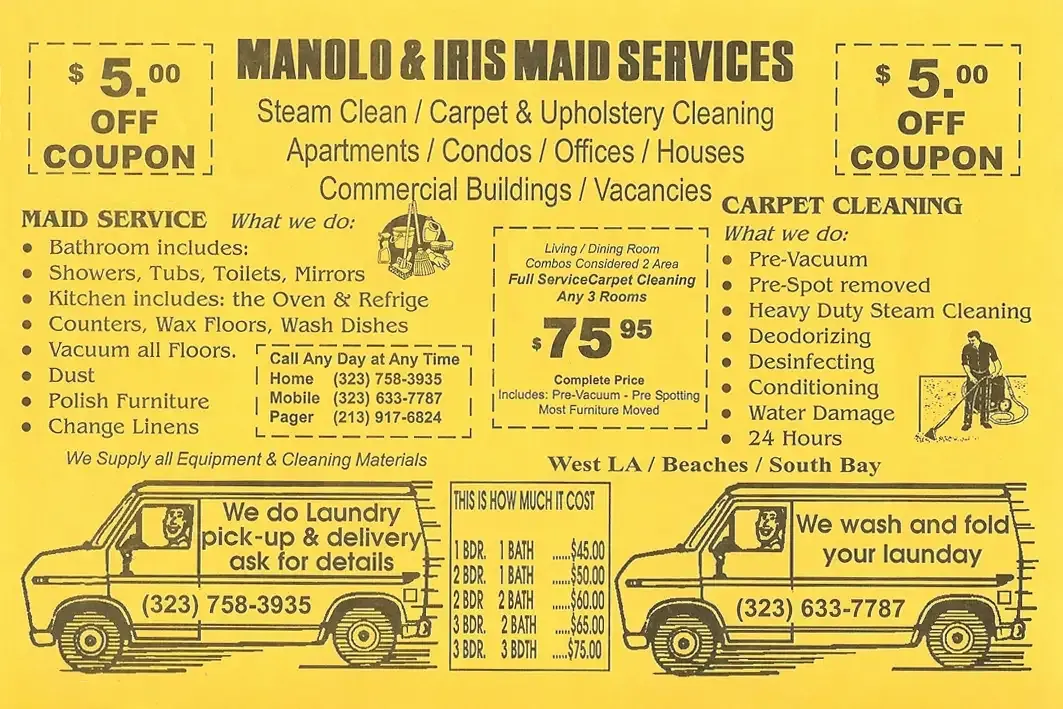 $ 5.00
OFF
COUPON
MANOLO & IRIS MAID SERVICES
Steam Clean / Carpet & Upholstery Cleaning
Apartments / Condos / Offices / Houses
Commercial Buildings / Vacancies
$ 5.00
OFF
COUPON
MAID SERVICE What we do:
• Bathroom includes:
• Showers, Tubs, Toilets, Mirrors
• Kitchen includes: the Oven & Refrige
• Counters, Wax Floors, Wash Dishes
• Vacuum all Floors.
• Dust
• Polish Furniture
• Change Linens
Call Any Day at Any Time
Home (323) 758-3935
Mobile (323) 633-7787
Pager (213) 917-6824
We Supply all Equipment & Cleaning Materials
Living / Dining Room
Combos Considered 2 Area
Full ServiceCarpet Cleaning
Any 3 Rooms
$75 95
Complete Price
Includes: Pre-Vacuum - Pre Spotting
Most Furniture Moved
CARPET CLEANING
What we do:
• Pre-Vacuum
• Pre-Spot removed
• Heavy Duty Steam Cleaning
• Deodorizing
• Desinfecting
• Conditioning
• Water Damage
• 24 Hours
West LA / Beaches / South Bay
We do Laundry
pick-up & delivery
ask for details
(323) 758-3935
THIS IS HOW MUCH IT COST
1 BDR. 1 BATH ......$45.00
2 BDR. 1 BATH .....$50.00
2 BDR 2 BATH .....$60.00
3 BDR. 2 BATH .....$65.00
3 BDR. 3 BDTH .....$75.00
We wash and fold
your launday
(323) 633-7787